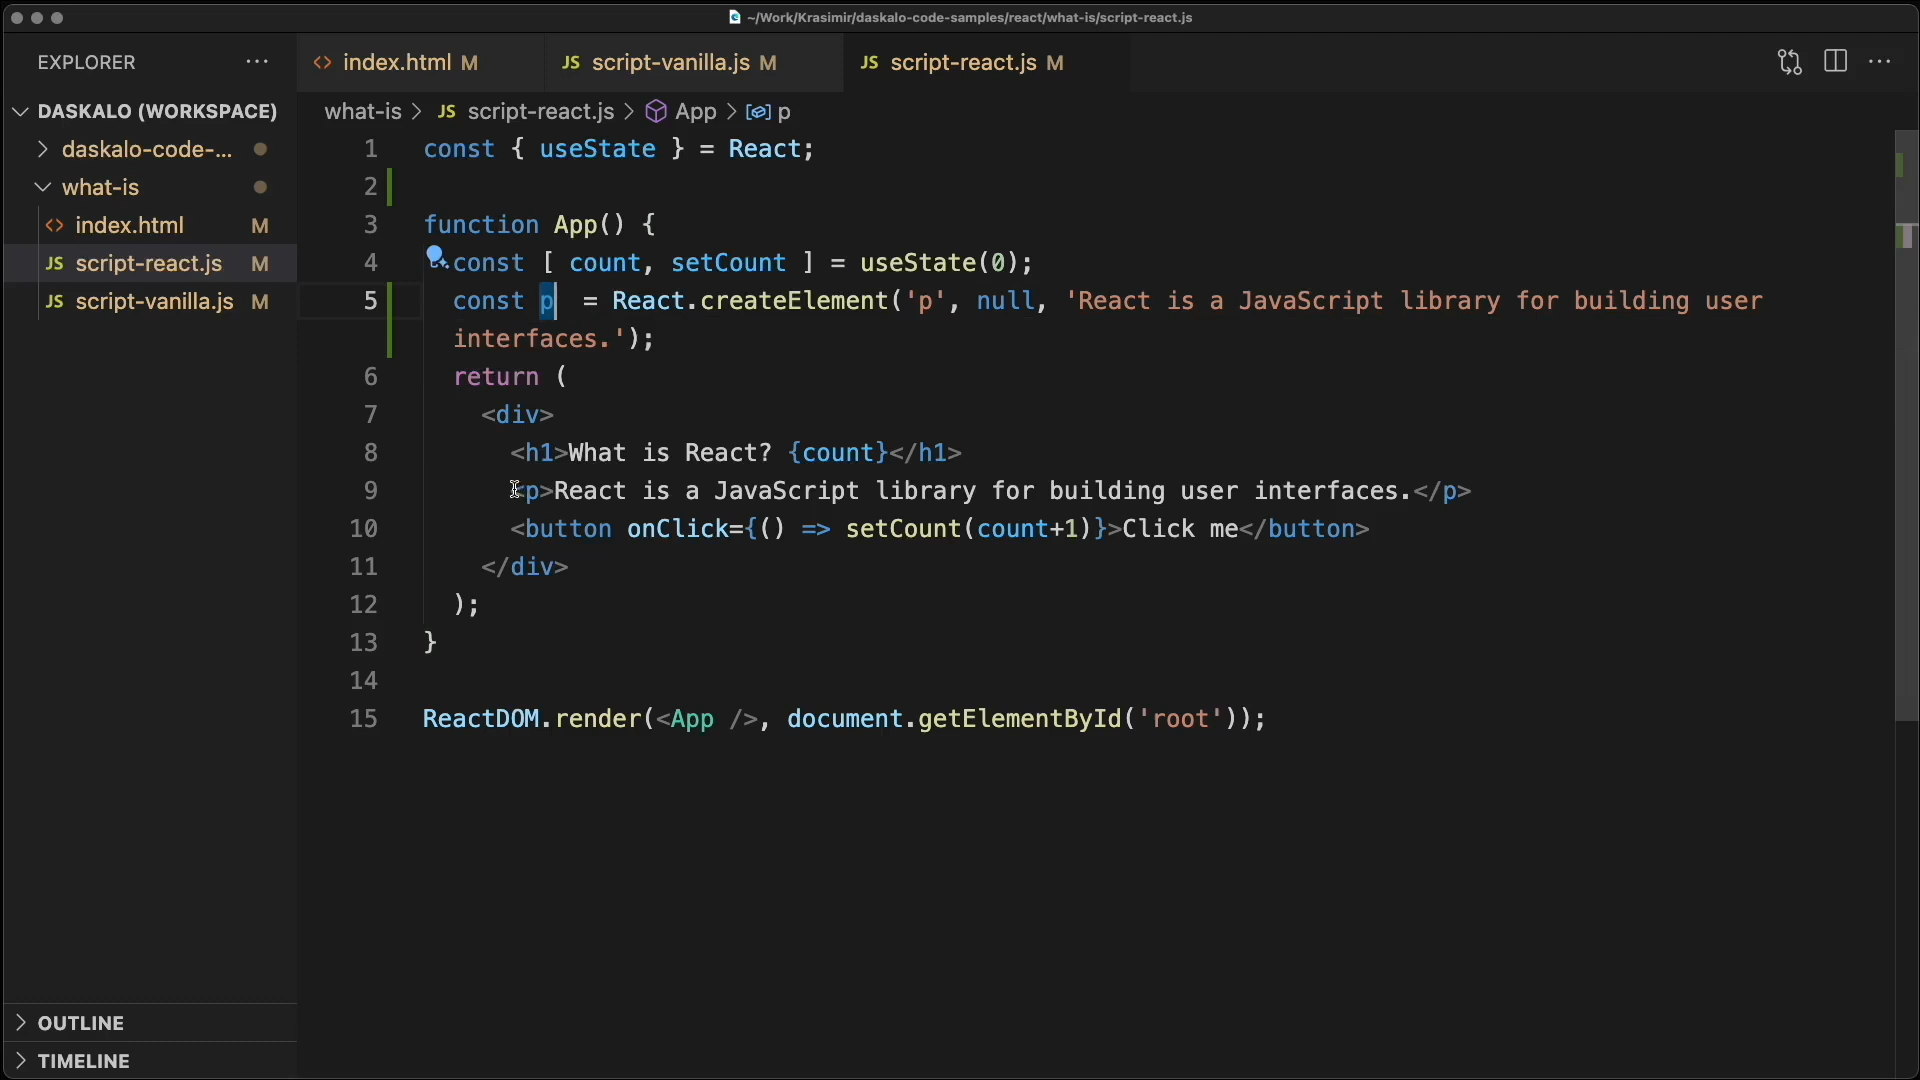 ~/Work/Krasimir/daskalo-code-samples/react/what-is/script-react.js
EXPLORER ···
<> index.html M
JS script-vanilla.js M
JS script-react.js M
···
DASKALO (WORKSPACE)
daskalo-code-...
what-is
<> index.html M
JS script-react.js M
JS script-vanilla.js M
what-is > JS script-react.js > App > p
1 const { useState } = React;
2
3 function App() {
4 const [ count, setCount ] = useState(0);
5 const p  = React.createElement('p', null, 'React is a JavaScript library for building user
interfaces.');
6 return (
7 <div>
8 <h1>What is React? {count}</h1>
9 <p>React is a JavaScript library for building user interfaces.</p>
10 <button onClick={() => setCount(count+1)}>Click me</button>
11 </div>
12 );
13 }
14
15 ReactDOM.render(<App />, document.getElementById('root'));
OUTLINE
TIMELINE